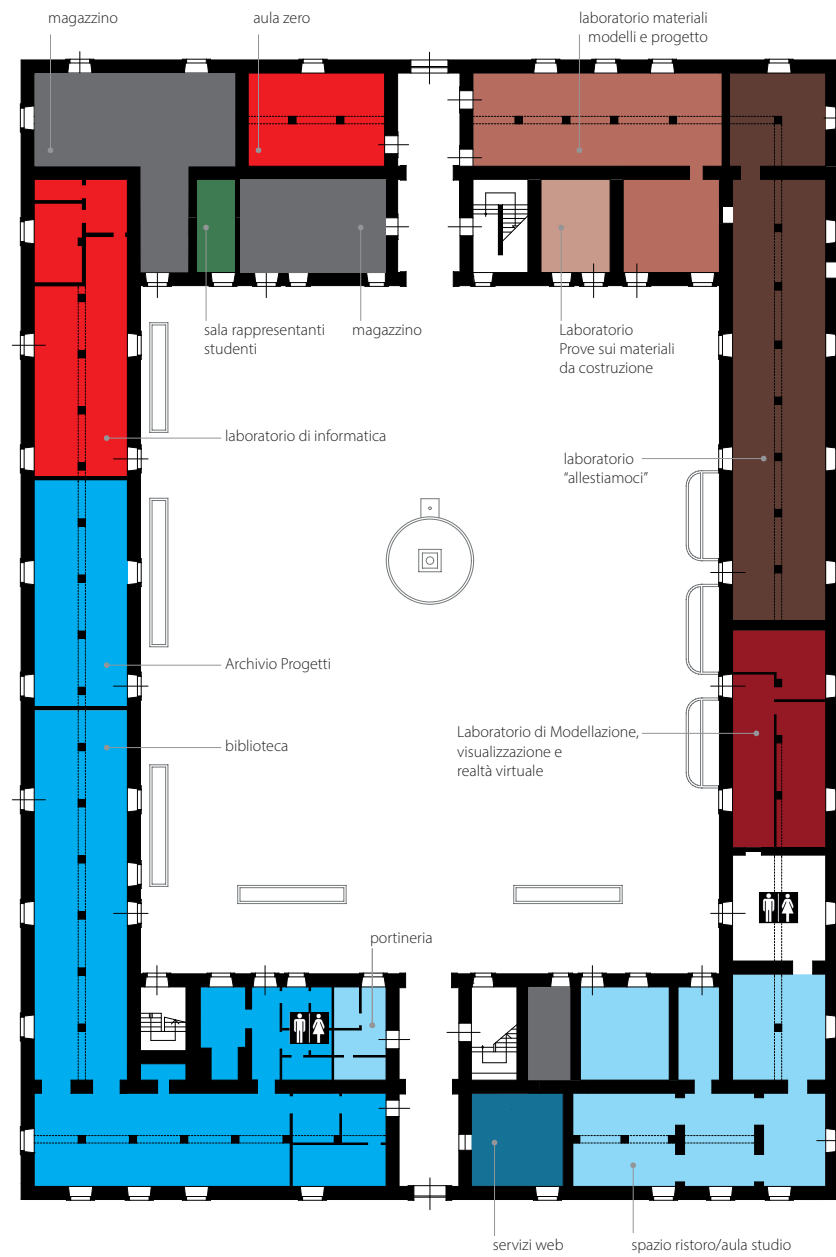 magazzino
aula zero
laboratorio materiali
modelli e progetto
sala rappresentanti
studenti
magazzino
Laboratorio
Prove sui materiali
da costruzione
laboratorio di informatica
laboratorio
“allestiamoci”
Archivio Progetti
biblioteca
Laboratorio di Modellazione,
visualizzazione e
realtà virtuale
portineria
servizi web
spazio ristoro/aula studio